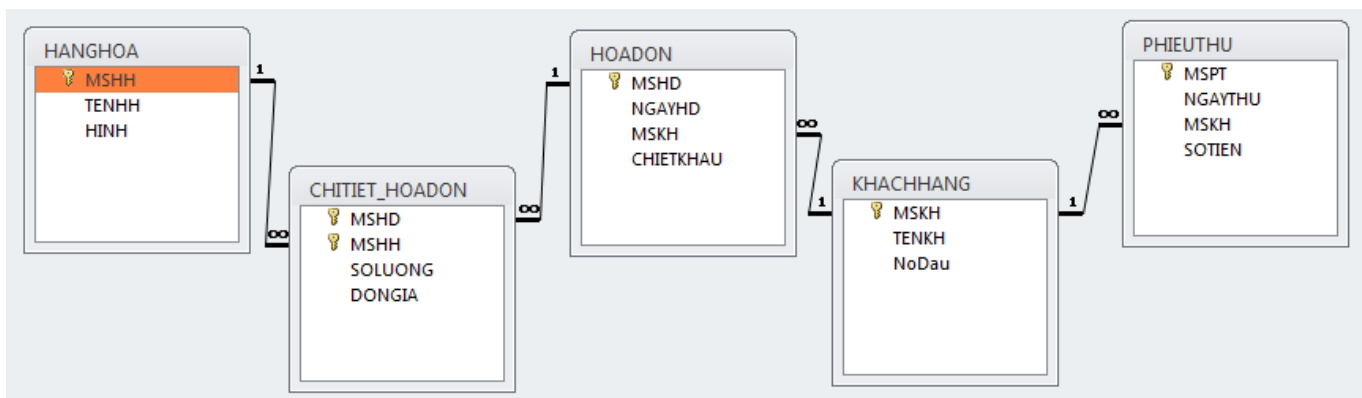 HANGHOA
MSHH
TENHH
HINH
1
∞
CHITIET_HOADON
MSHD
MSHH
SOLUONG
DONGIA
∞
1
HOADON
MSHD
NGAYHD
MSKH
CHIETKHAU
∞
1
KHACHHANG
MSKH
TENKH
NoDau
1
∞
PHIEUTHU
MSPT
NGAYTHU
MSKH
SOTIEN